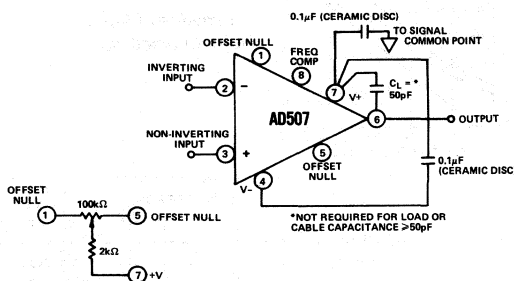 0.1μF (CERAMIC DISC)
TO SIGNAL
COMMON POINT
OFFSET NULL
1
FREQ
COMP
8
INVERTING
INPUT
2
−
7
V+
CL = *
50pF
AD507
6
OUTPUT
NON-INVERTING
INPUT
3
+
5
OFFSET
NULL
4
V−
0.1μF
(CERAMIC DISC
*NOT REQUIRED FOR LOAD OR
CABLE CAPACITANCE ≥50pF
OFFSET
NULL
1
100kΩ
5
OFFSET NULL
2kΩ
7
+V